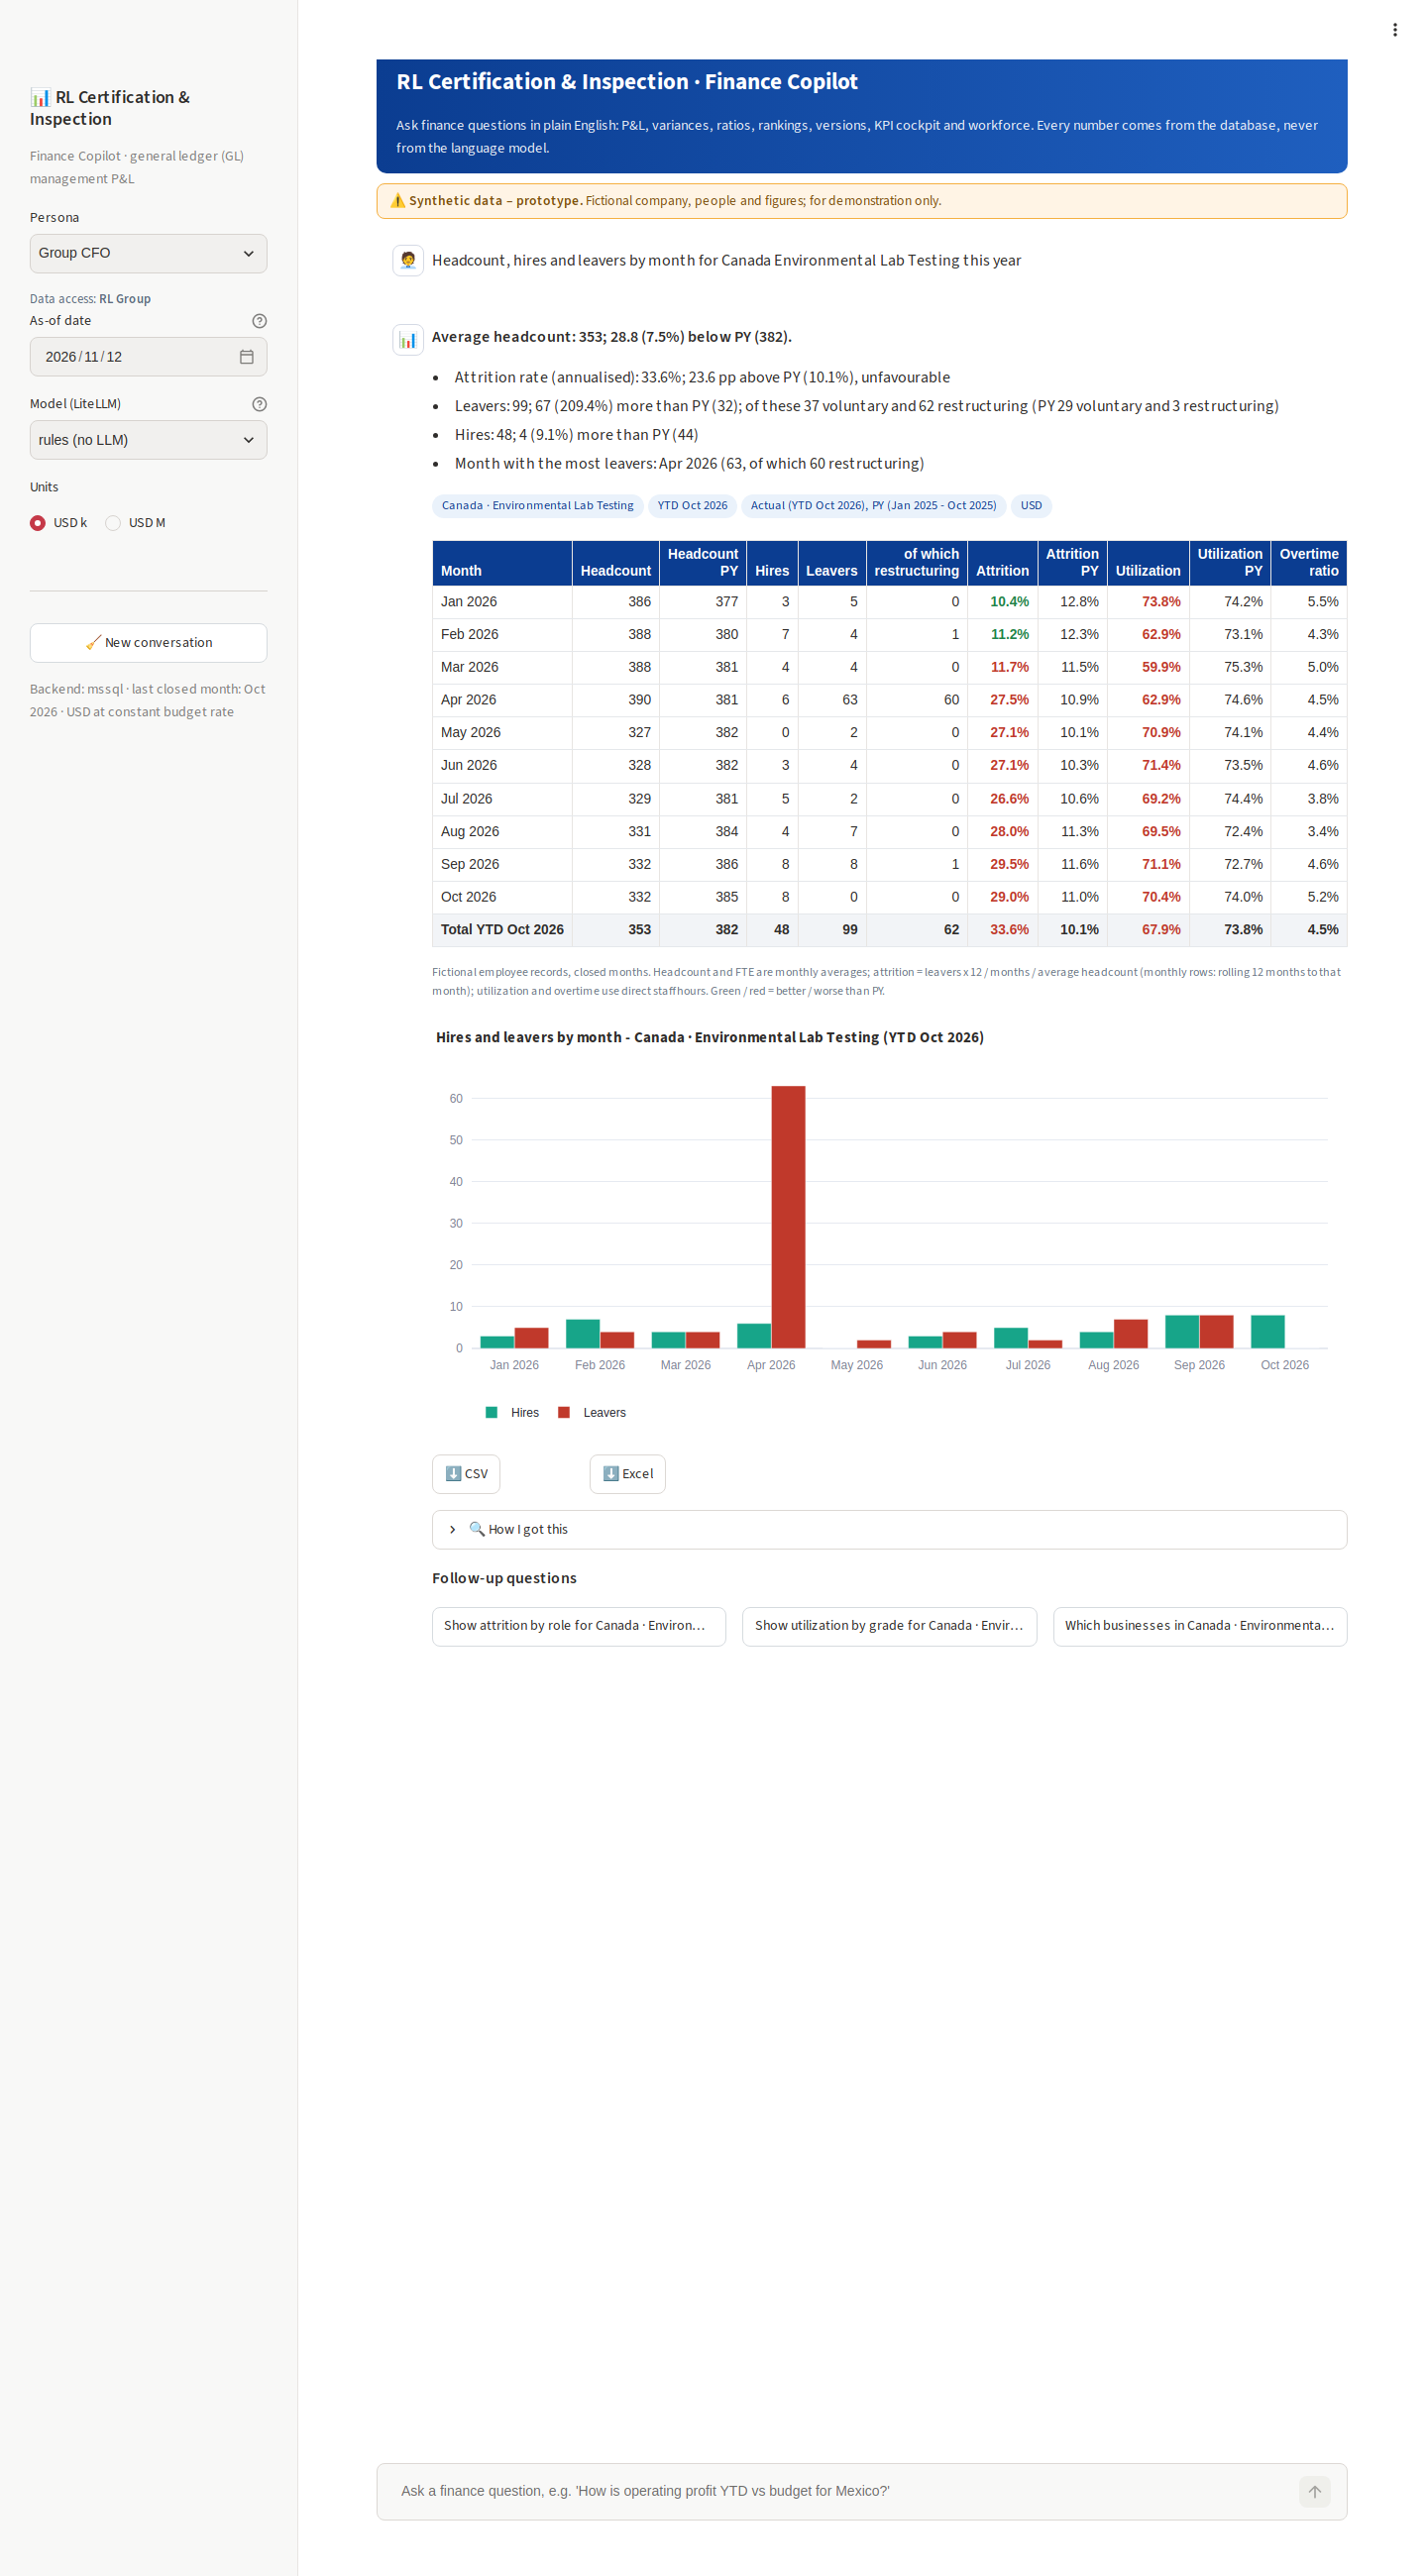 📊 RL Certification &
Inspection
Finance Copilot · general ledger (GL)
management P&L
Persona
Group CFO
Data access: RL Group
As-of date
2026/11/12
Model (LiteLLM)
rules (no LLM)
Units
USD k USD M
🧹 New conversation
Backend: mssql · last closed month: Oct
2026 · USD at constant budget rate
RL Certification & Inspection · Finance Copilot
Ask finance questions in plain English: P&L, variances, ratios, rankings, versions, KPI cockpit and workforce. Every number comes from the database, never
from the language model.
⚠️ Synthetic data – prototype. Fictional company, people and figures; for demonstration only.
Headcount, hires and leavers by month for Canada Environmental Lab Testing this year
Average headcount: 353; 28.8 (7.5%) below PY (382).
• Attrition rate (annualised): 33.6%; 23.6 pp above PY (10.1%), unfavourable
• Leavers: 99; 67 (209.4%) more than PY (32); of these 37 voluntary and 62 restructuring (PY 29 voluntary and 3 restructuring)
• Hires: 48; 4 (9.1%) more than PY (44)
• Month with the most leavers: Apr 2026 (63, of which 60 restructuring)
Canada · Environmental Lab Testing YTD Oct 2026 Actual (YTD Oct 2026), PY (Jan 2025 - Oct 2025) USD
Month Headcount Headcount PY Hires Leavers of which restructuring Attrition Attrition PY Utilization Utilization PY Overtime ratio
Jan 2026 386 377 3 5 0 10.4% 12.8% 73.8% 74.2% 5.5%
Feb 2026 388 380 7 4 1 11.2% 12.3% 62.9% 73.1% 4.3%
Mar 2026 388 381 4 4 0 11.7% 11.5% 59.9% 75.3% 5.0%
Apr 2026 390 381 6 63 60 27.5% 10.9% 62.9% 74.6% 4.5%
May 2026 327 382 0 2 0 27.1% 10.1% 70.9% 74.1% 4.4%
Jun 2026 328 382 3 4 0 27.1% 10.3% 71.4% 73.5% 4.6%
Jul 2026 329 381 5 2 0 26.6% 10.6% 69.2% 74.4% 3.8%
Aug 2026 331 384 4 7 0 28.0% 11.3% 69.5% 72.4% 3.4%
Sep 2026 332 386 8 8 1 29.5% 11.6% 71.1% 72.7% 4.6%
Oct 2026 332 385 8 0 0 29.0% 11.0% 70.4% 74.0% 5.2%
Total YTD Oct 2026 353 382 48 99 62 33.6% 10.1% 67.9% 73.8% 4.5%
Fictional employee records, closed months. Headcount and FTE are monthly averages; attrition = leavers x 12 / months / average headcount (monthly rows: rolling 12 months to that
month); utilization and overtime use direct staff hours. Green / red = better / worse than PY.
Hires and leavers by month - Canada · Environmental Lab Testing (YTD Oct 2026)
60
50
40
30
20
10
0
Jan 2026 Feb 2026 Mar 2026 Apr 2026 May 2026 Jun 2026 Jul 2026 Aug 2026 Sep 2026 Oct 2026
Hires Leavers
⬇️ CSV ⬇️ Excel
🔍 How I got this
Follow-up questions
Show attrition by role for Canada · Environ… Show utilization by grade for Canada · Envir… Which businesses in Canada · Environmenta…
Ask a finance question, e.g. 'How is operating profit YTD vs budget for Mexico?'